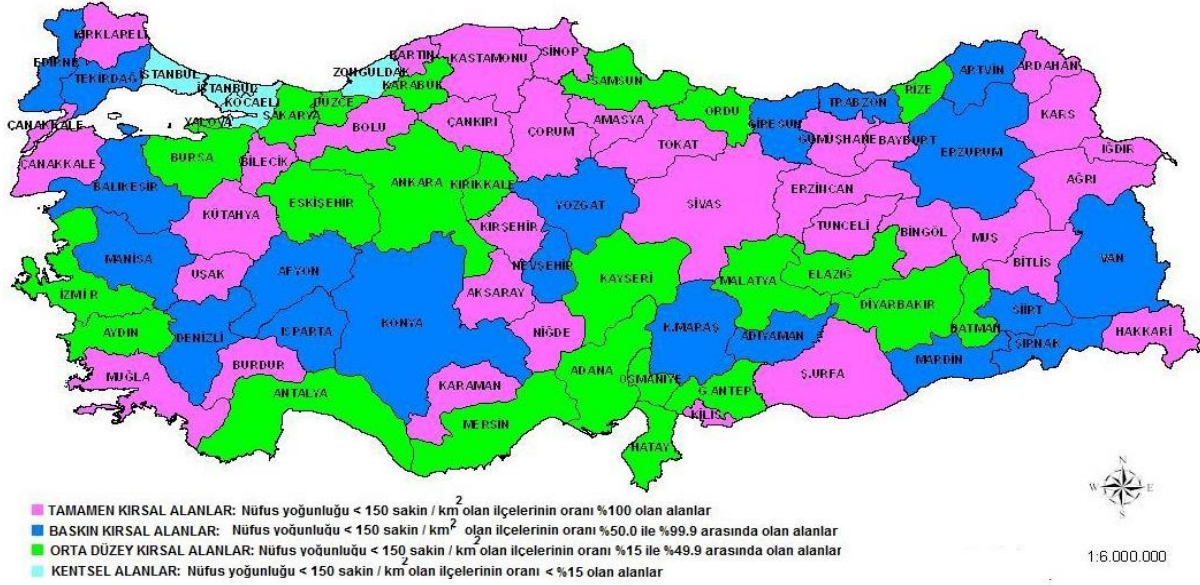 KIRKLARELİ
EDİRNE
TEKİRDAĞ
İSTANBUL
İSTANBUL
KOCAELİ
YALOVA
SAKARYA
DÜZCE
ZONGULDAK
BARTIN
KARABUK
KASTAMONU
SİNOP
SAMSUN
ORDU
GİRESUN
TRABZON
RİZE
ARTVİN
ARDAHAN
KARS
IĞDIR
AĞRI
ÇANAKKALE
ÇANAKKALE
BALIKESİR
BURSA
BİLECİK
BOLU
ÇANKIRI
ÇORUM
AMASYA
TOKAT
GÜMÜŞHANE
BAYBURT
ERZURUM
ERZİNCAN
KÜTAHYA
ESKİŞEHİR
ANKARA
KIRIKKALE
YOZGAT
SİVAS
TUNCELİ
BİNGÖL
MUŞ
BİTLİS
VAN
MANİSA
UŞAK
AFYON
KIRŞEHİR
NEVŞEHİR
KAYSERİ
MALATYA
ELAZIĞ
DİYARBAKIR
BATMAN
SİİRT
ŞIRNAK
HAKKARİ
İZMİR
AYDIN
DENİZLİ
ISPARTA
KONYA
AKSARAY
NİĞDE
K.MARAŞ
ADIYAMAN
MARDİN
MUĞLA
BURDUR
ANTALYA
KARAMAN
MERSİN
ADANA
OSMANİYE
G.ANTEP
KİLİS
Ş.URFA
HATAY
N
W E
S
TAMAMEN KIRSAL ALANLAR: Nüfus yoğunluğu < 150 sakin / km2 olan ilçelerinin oranı %100 olan alanlar
BASKIN KIRSAL ALANLAR: Nüfus yoğunluğu < 150 sakin / km2 olan ilçelerinin oranı %50.0 ile %99.9 arasında olan alanlar
ORTA DÜZEY KIRSAL ALANLAR: Nüfus yoğunluğu < 150 sakin / km2 olan ilçelerinin oranı %15 ile %49.9 arasında olan alanlar
KENTSEL ALANLAR: Nüfus yoğunluğu < 150 sakin / km2 olan ilçelerinin oranı < %15 olan alanlar
1:6.000.000